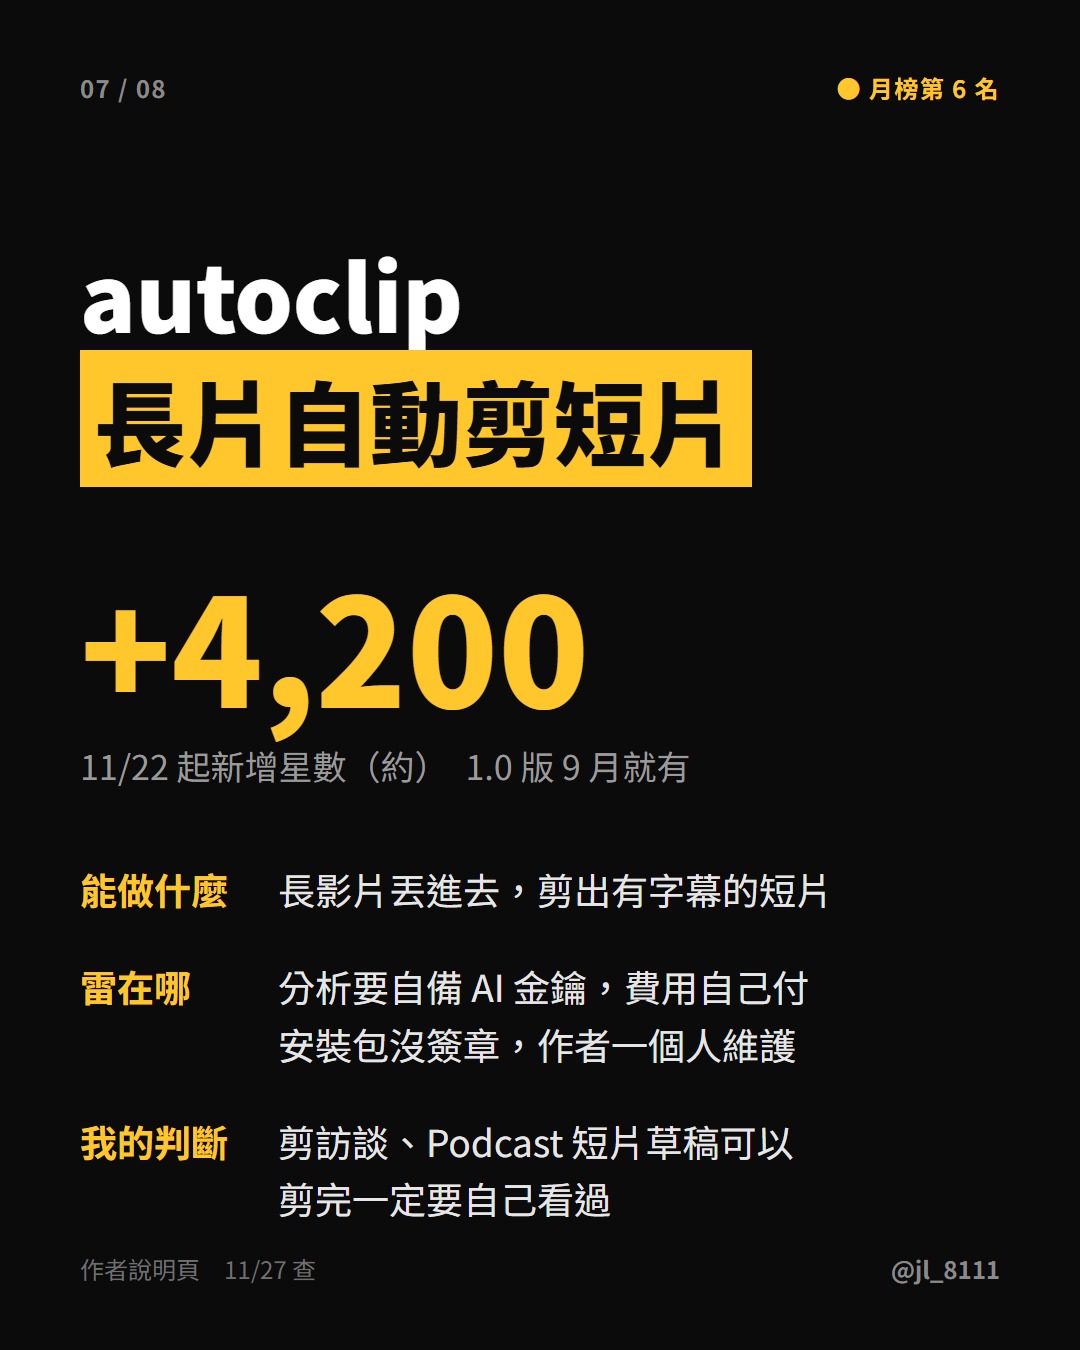 07 / 08
月榜第 6 名
autoclip
長片自動剪短片
+4,200
11/22 起新增星數（約） 1.0 版 9 月就有
能做什麼 長影片丟進去，剪出有字幕的短片
雷在哪 分析要自備 AI 金鑰，費用自己付
安裝包沒簽章，作者一個人維護
我的判斷 剪訪談、Podcast 短片草稿可以
剪完一定要自己看過
作者說明頁 11/27 查
@jl_8111